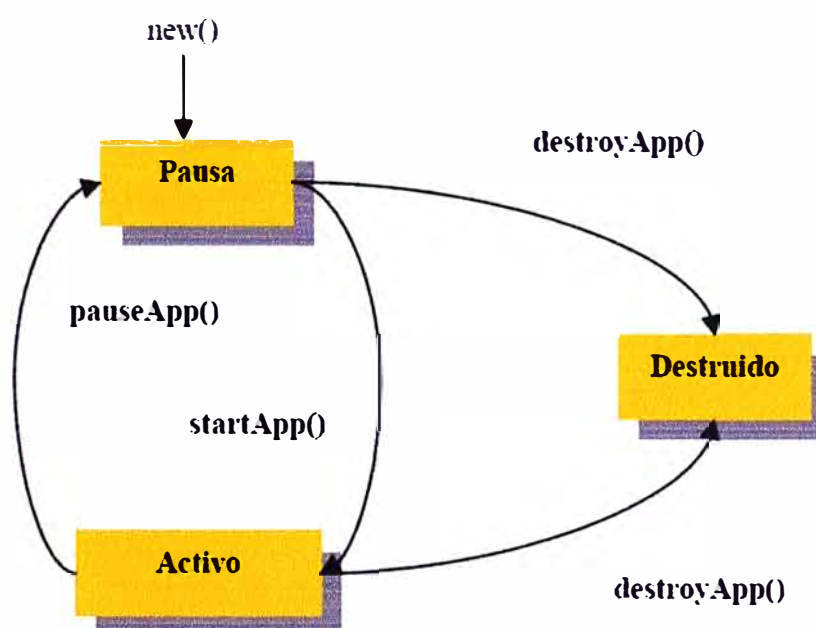 new()
destroyApp()
Pausa
pauseApp()
Destruido
startApp()
Activo
destroyApp()